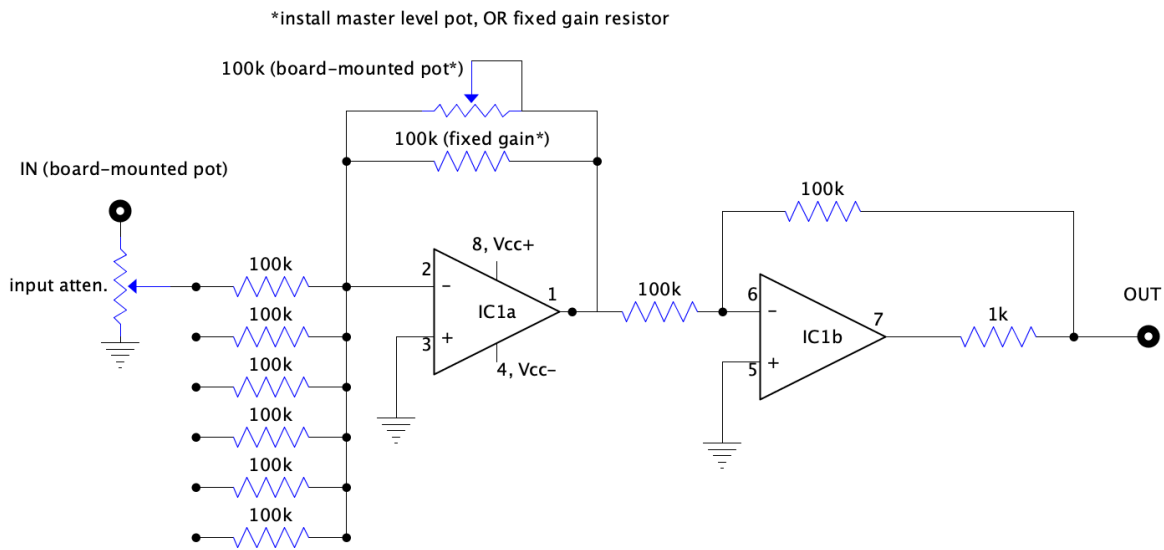 *install master level pot, OR fixed gain resistor
100k (board-mounted pot*)
100k (fixed gain*)
IN (board-mounted pot)
100k
8, Vcc+
input atten.
100k
2
−
1
100k
6
−
7
1k
OUT
IC1a
IC1b
100k
3
+
5
+
4, Vcc-
100k
100k
100k
100k